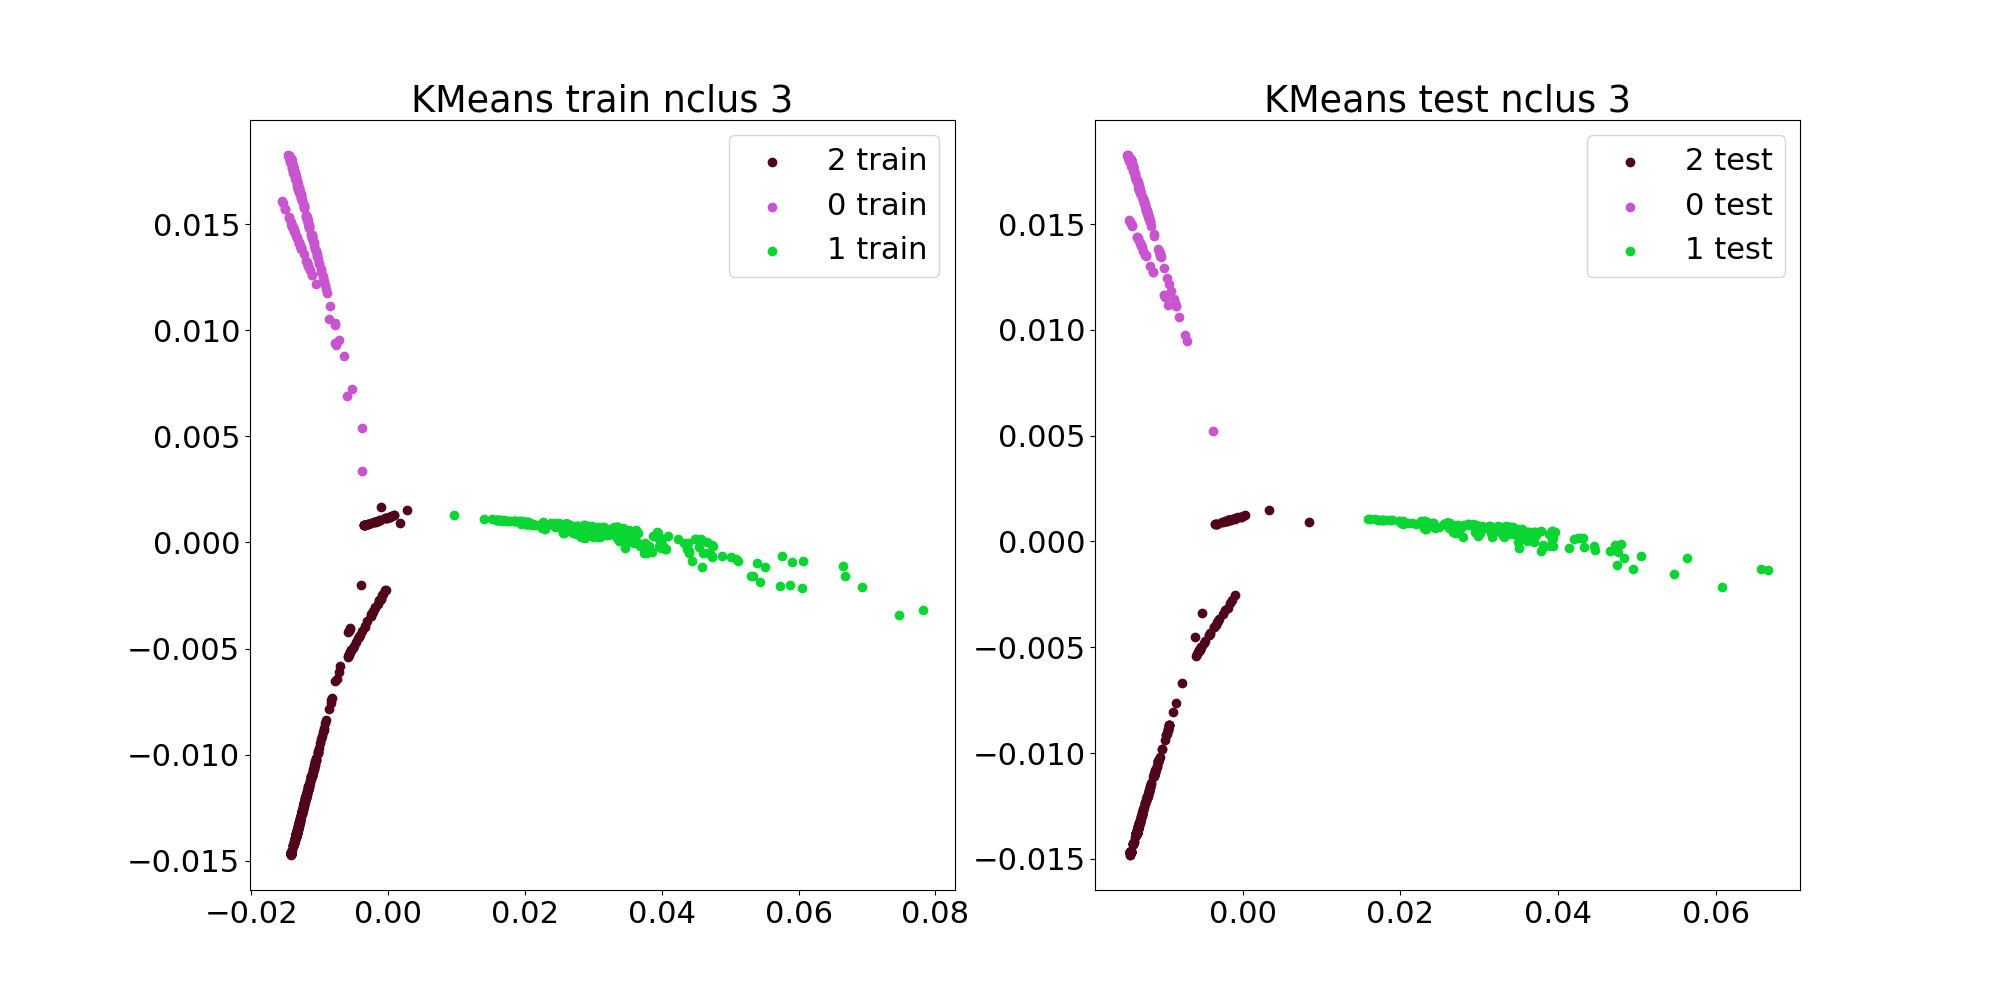 KMeans train nclus 3
2 train
0 train
1 train
0.015
0.010
0.005
0.000
−0.005
−0.010
−0.015
−0.02 0.00 0.02 0.04 0.06 0.08
KMeans test nclus 3
2 test
0 test
1 test
0.015
0.010
0.005
0.000
−0.005
−0.010
−0.015
0.00 0.02 0.04 0.06